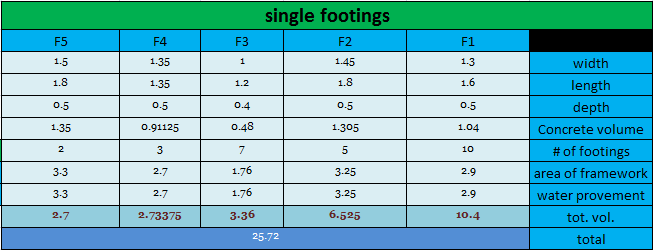 single footings
F5 F4 F3 F2 F1
1.5 1.35 1 1.45 1.3 width
1.8 1.35 1.2 1.8 1.6 length
0.5 0.5 0.4 0.5 0.5 depth
1.35 0.91125 0.48 1.305 1.04 Concrete volume
2 3 7 5 10 # of footings
3.3 2.7 1.76 3.25 2.9 area of framework
3.3 2.7 1.76 3.25 2.9 water provement
2.7 2.73375 3.36 6.525 10.4 tot. vol.
25.72 total